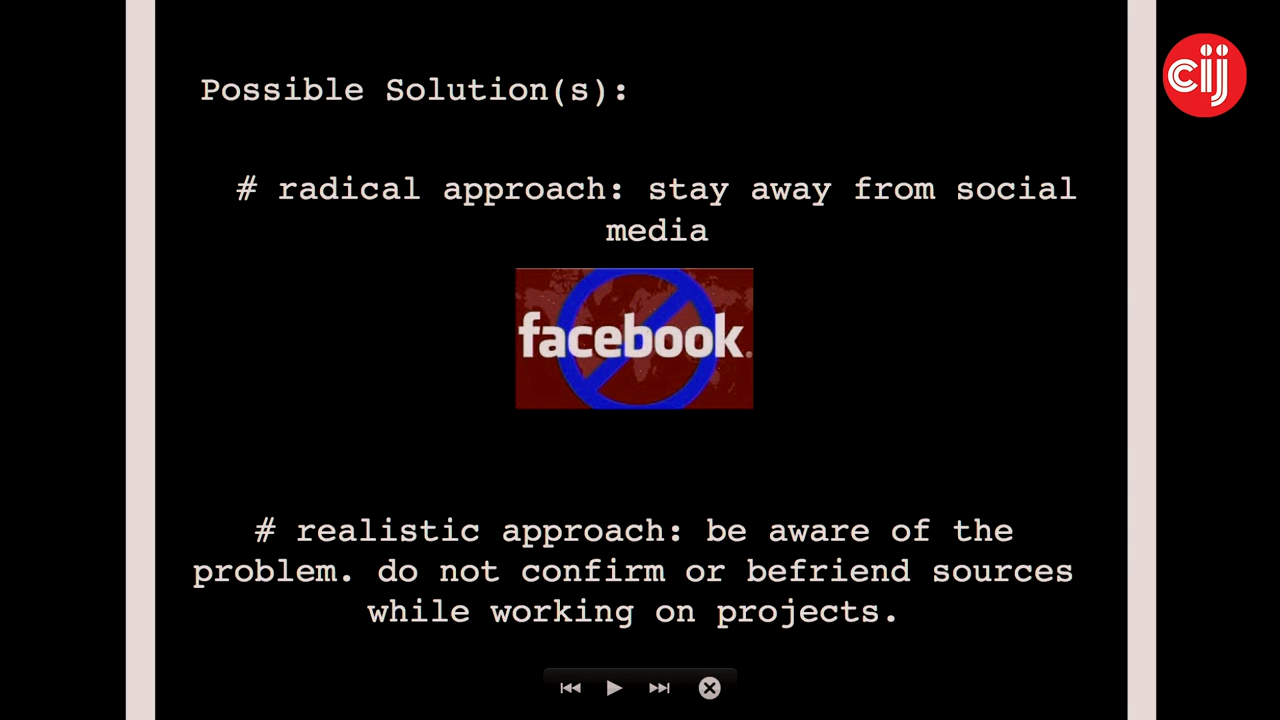 cij
Possible Solution(s):
# radical approach: stay away from social
media
facebook®
# realistic approach: be aware of the
problem. do not confirm or befriend sources
while working on projects.